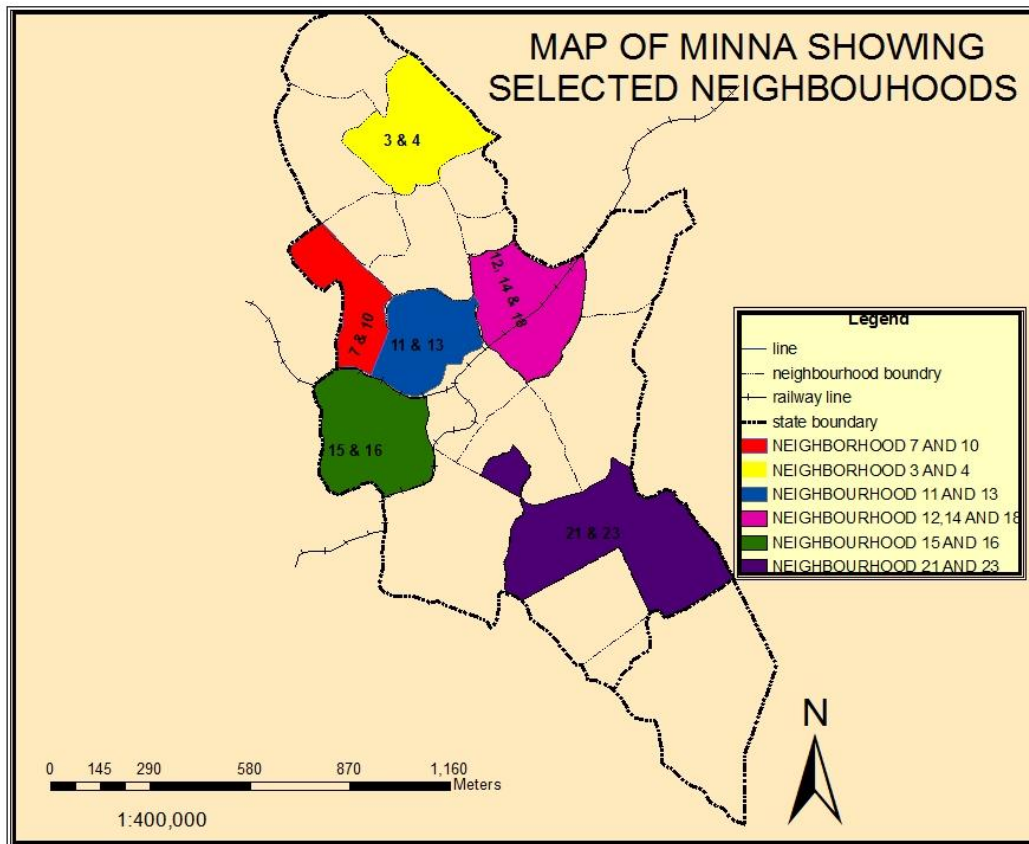 MAP OF MINNA SHOWING
SELECTED NEIGHBOUHOODS
3 & 4
12, 14 & 18
7 & 10
11 & 13
15 & 16
21 & 23
Legend
line
neighbourhood boundry
railway line
state boundary
NEIGHBORHOOD 7 AND 10
NEIGHBORHOOD 3 AND 4
NEIGHBOURHOOD 11 AND 13
NEIGHBOURHOOD 12,14 AND 18
NEIGHBOURHOOD 15 AND 16
NEIGHBOURHOOD 21 AND 23
N
0 145 290 580 870 1,160
Meters
1:400,000